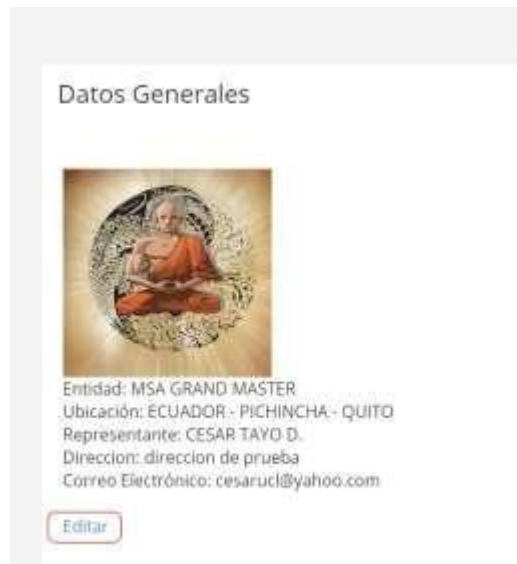 Datos Generales
Entidad: MSA GRAND MASTER
Ubicación: ECUADOR - PICHINCHA - QUITO
Representante: CESAR TAYO D.
Direccion: direccion de prueba
Correo Electrónico: cesarucl@yahoo.com
Editar